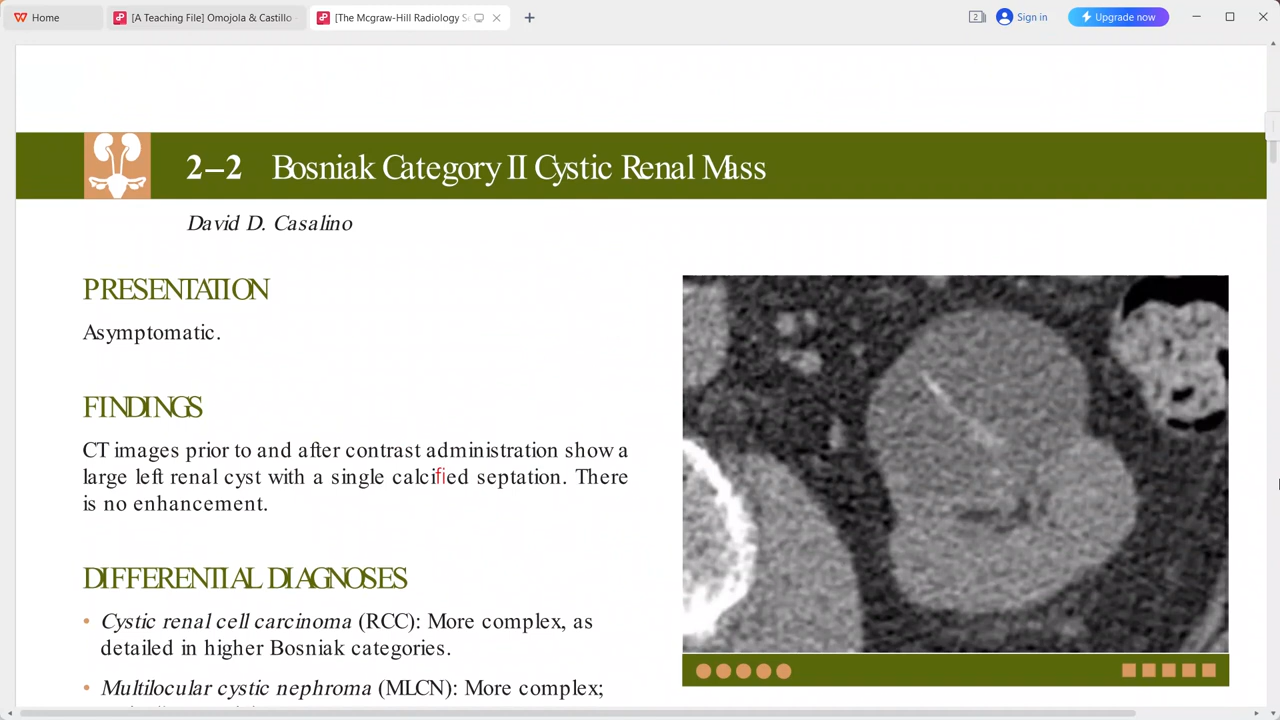 Home
[A Teaching File] Omojola & Castillo
[The Mcgraw-Hill Radiology S
2
Sign in
Upgrade now
2–2 Bosniak Category II Cystic Renal Mass
David D. Casalino
PRESENTATION
Asymptomatic.
FINDINGS
CT images prior to and after contrast administration show a
large left renal cyst with a single calcified septation. There
is no enhancement.
DIFFERENTIAL DIAGNOSES
• Cystic renal cell carcinoma (RCC): More complex, as
detailed in higher Bosniak categories.
• Multilocular cystic nephroma (MLCN): More complex;